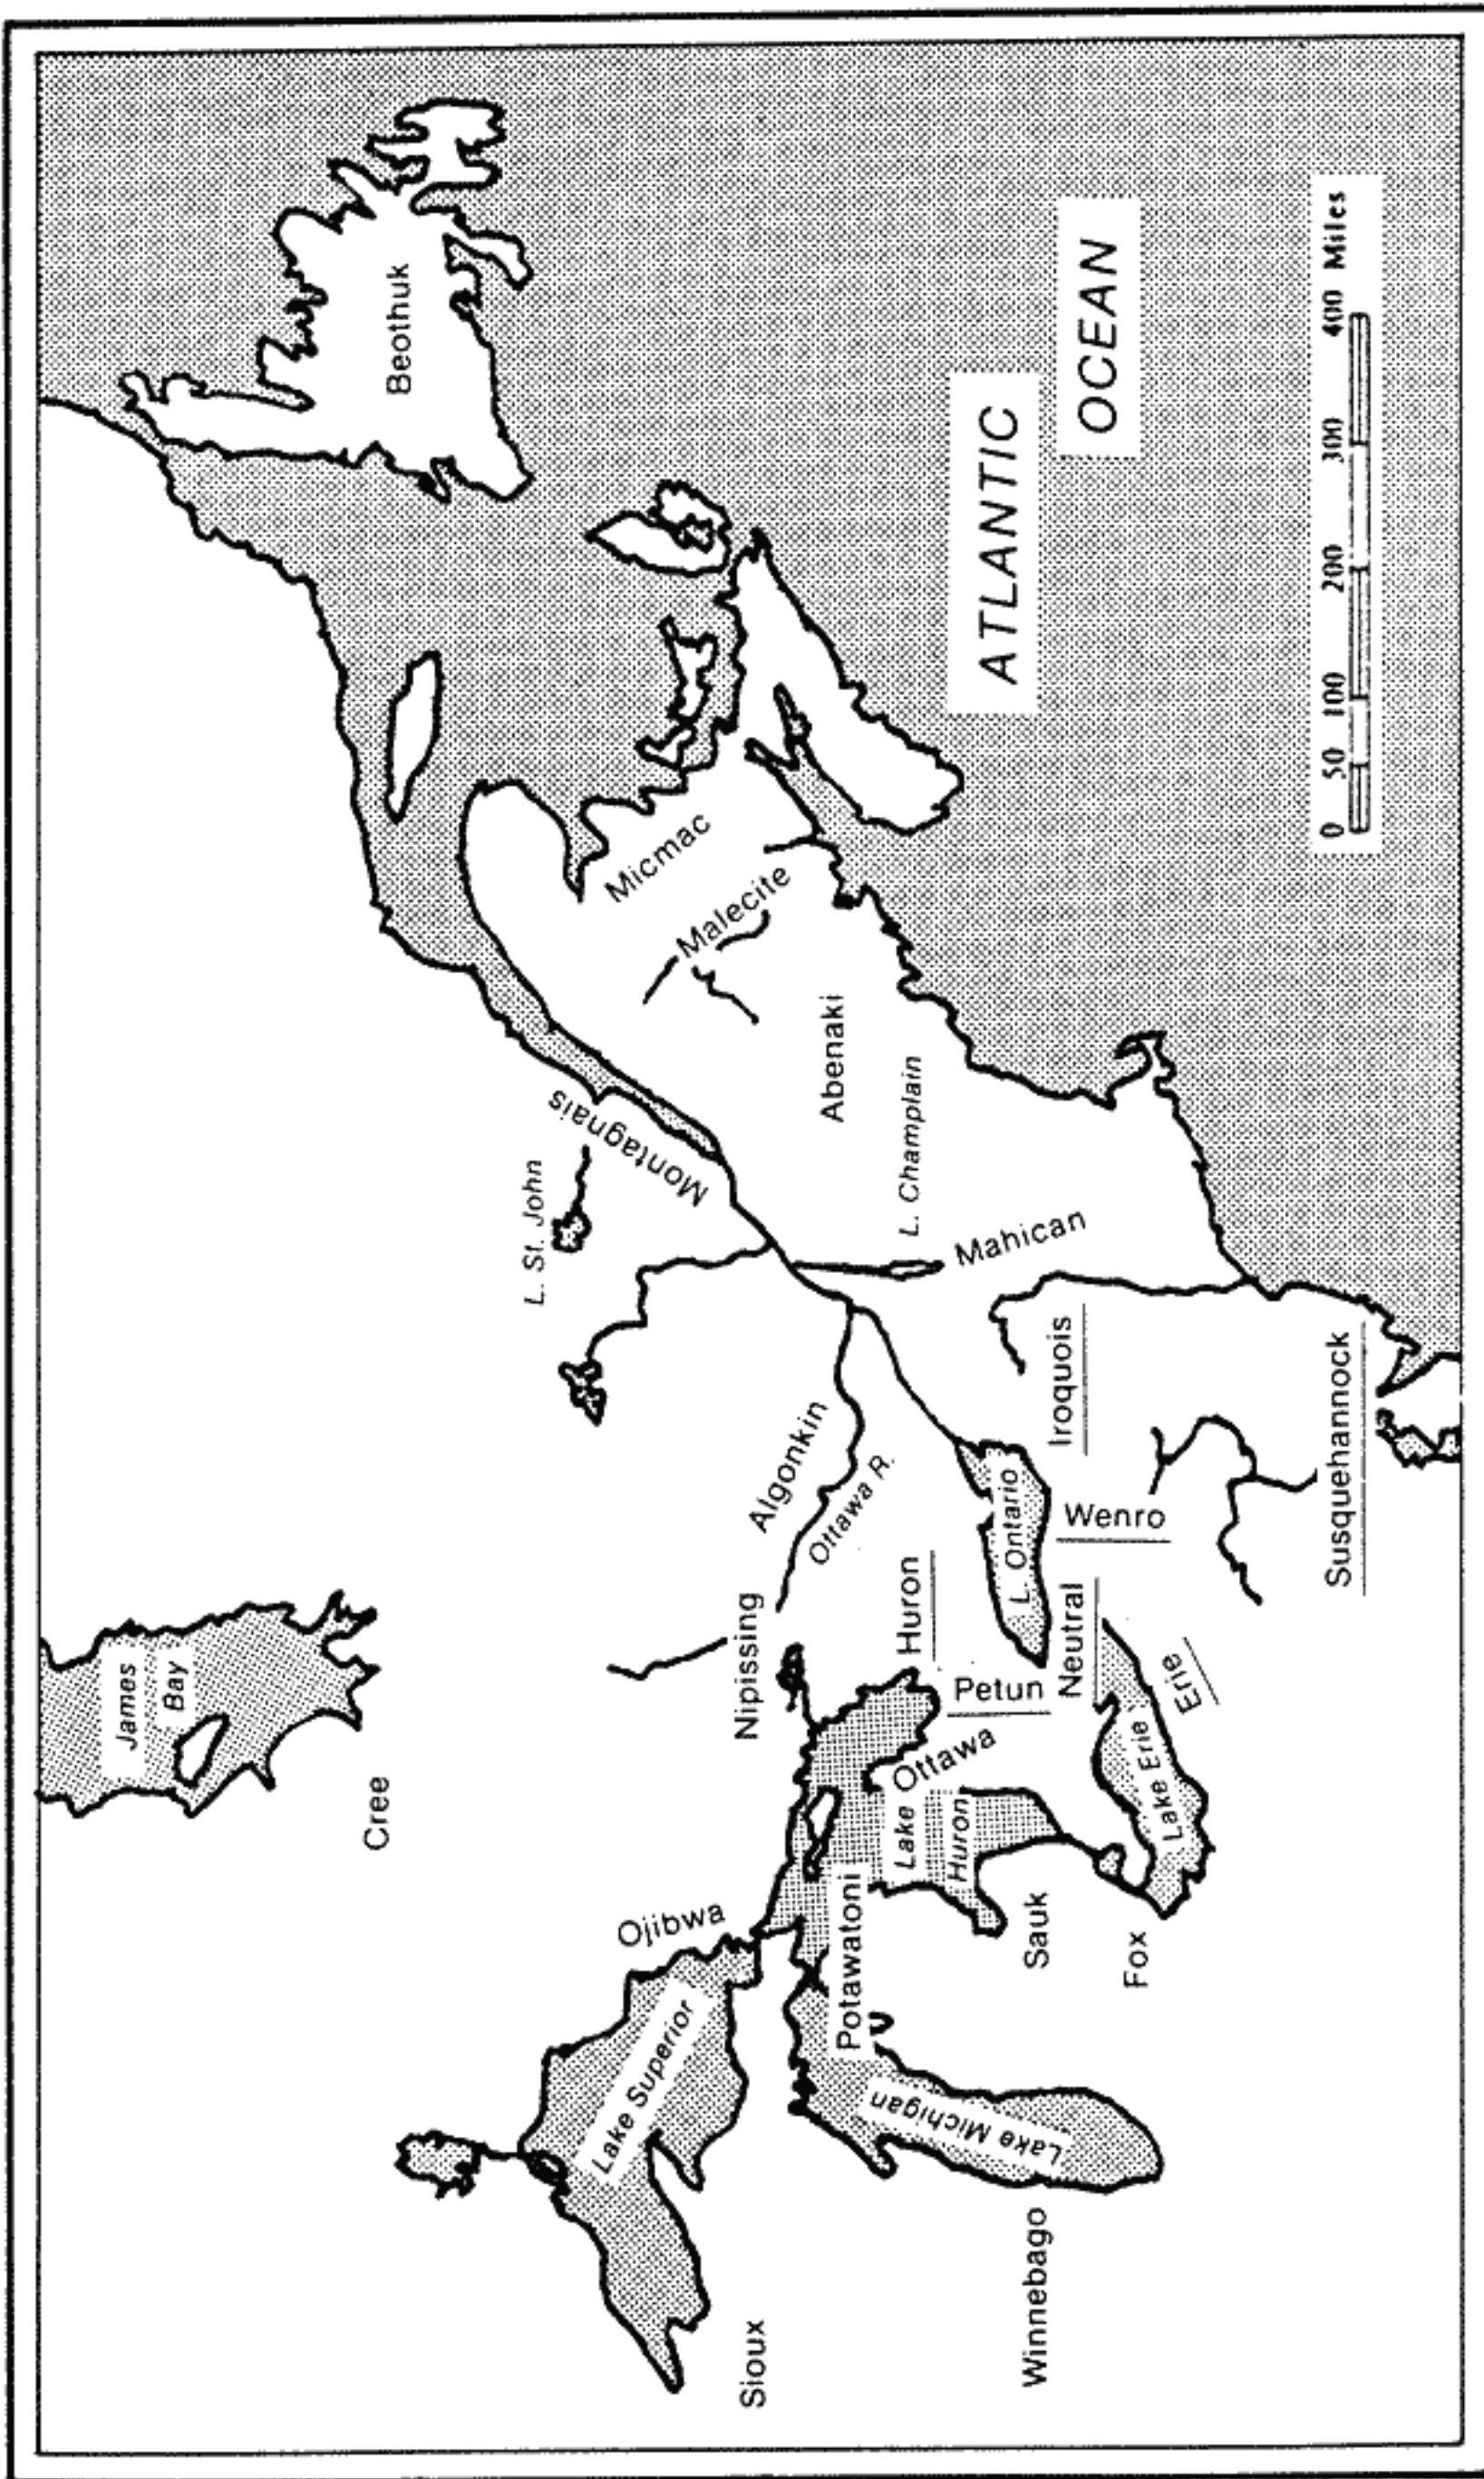 James
Bay
Cree
Beothuk
L. St. John
Montagnais
Micmac
Malecite
Abenaki
L. Champlain
Mahican
Ojibwa
Lake Superior
Sioux
Nipissing
Algonkin
Ottawa R.
Huron
Petun
Ottawa
Lake
Huron
Potawatoni
Lake Michigan
Winnebago
Sauk
Fox
Lake Erie
Erie
Neutral
L. Ontario
Wenro
Iroquois
Susquehannock
ATLANTIC
OCEAN
0 50 100 200 300 400 Miles